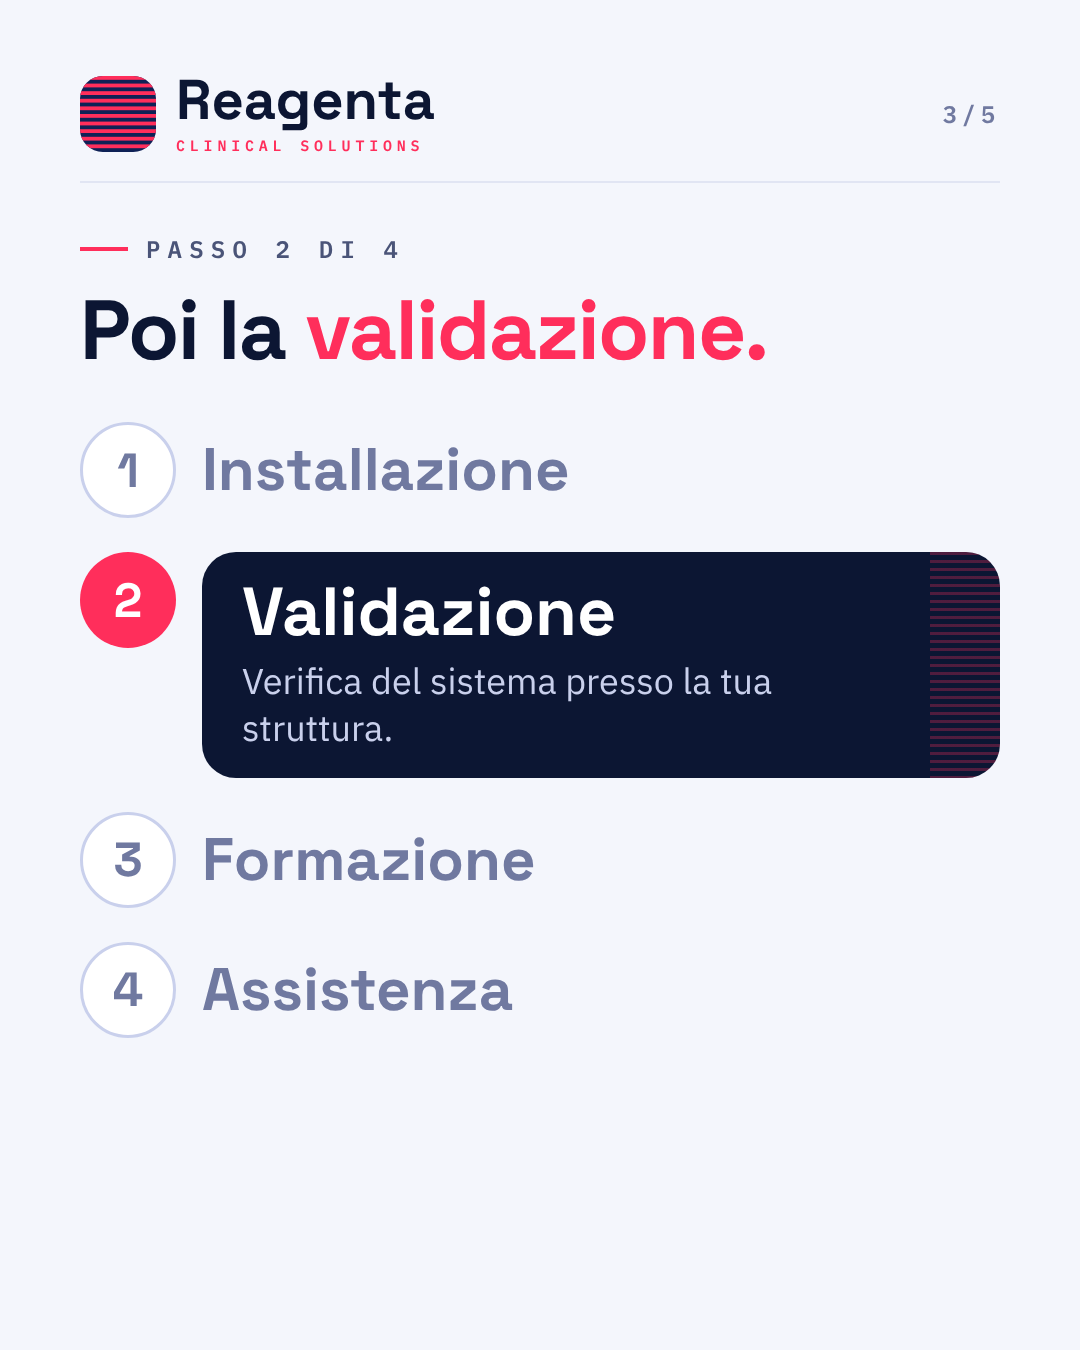 Reagenta
CLINICAL SOLUTIONS
3/5
PASSO 2 DI 4
Poi la validazione.
1
Installazione
2
Validazione
Verifica del sistema presso la tua
struttura.
3
Formazione
4
Assistenza